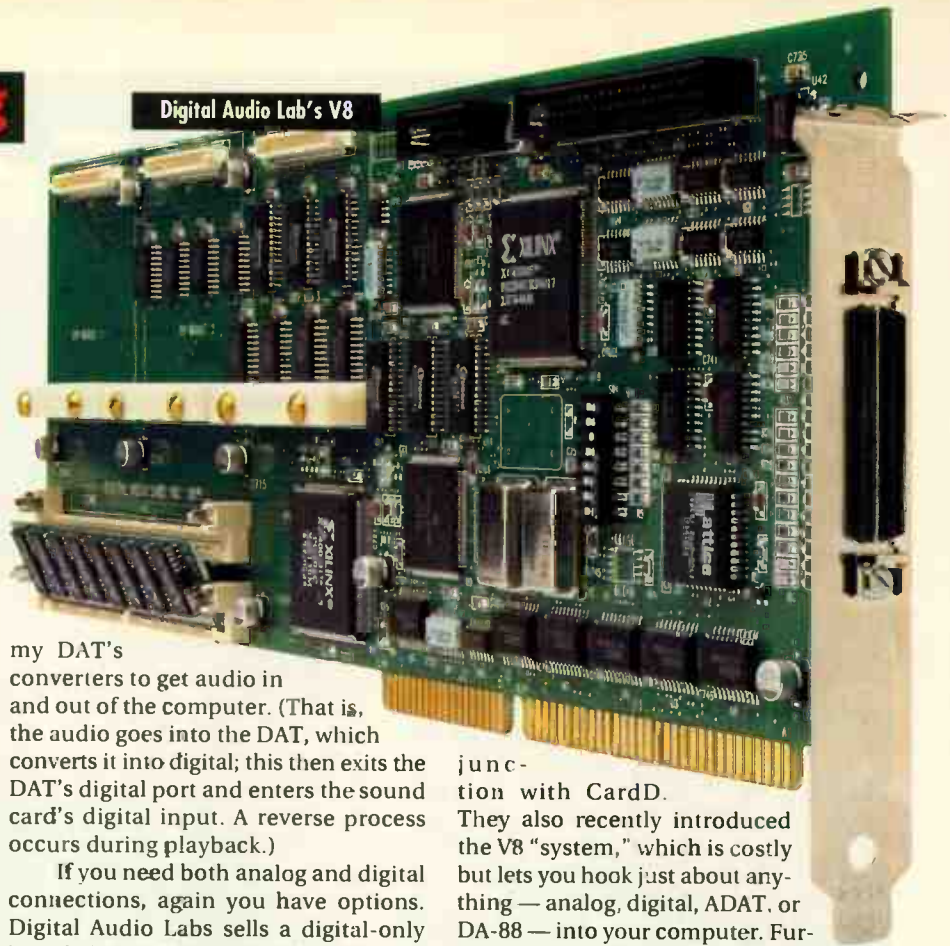 Digital Audio Lab's V8
C735
U42
XILINX
XILINX
Lattice
my DAT's
converters to get audio in
and out of the computer. (That is,
the audio goes into the DAT, which
converts it into digital; this then exits the
DAT's digital port and enters the sound
card's digital input. A reverse process
occurs during playback.)
If you need both analog and digital
connections, again you have options.
Digital Audio Labs sells a digital-only
junc-
tion with CardD.
They also recently introduced
the V8 "system," which is costly
but lets you hook just about any-
thing — analog, digital, ADAT, or
DA-88 — into your computer. Fur-